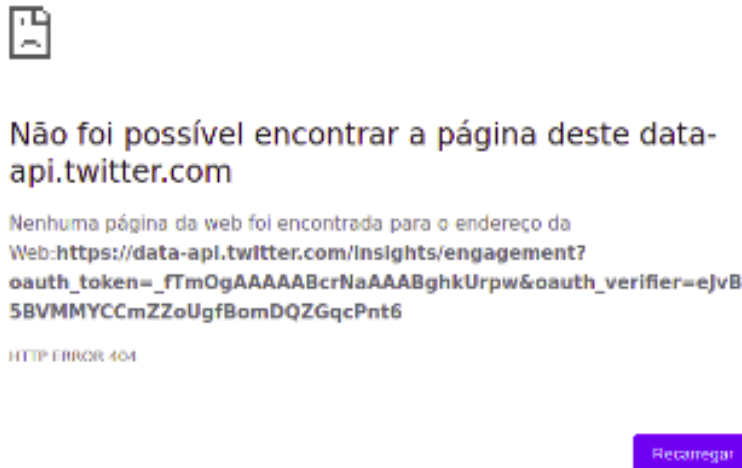 Não foi possível encontrar a página deste data-
api.twitter.com
Nenhuma página da web foi encontrada para o endereço da
Web:https://data-api.twitter.com/insights/engagement?
oauth_token=_fTmOgAAAAABcrNaAAABghkUrpw&oauth_verifier=eJvB
5BVMMYCCmZZoUgfBomDQZGqcPnt6
HTTP ERROR 404
Recarregar